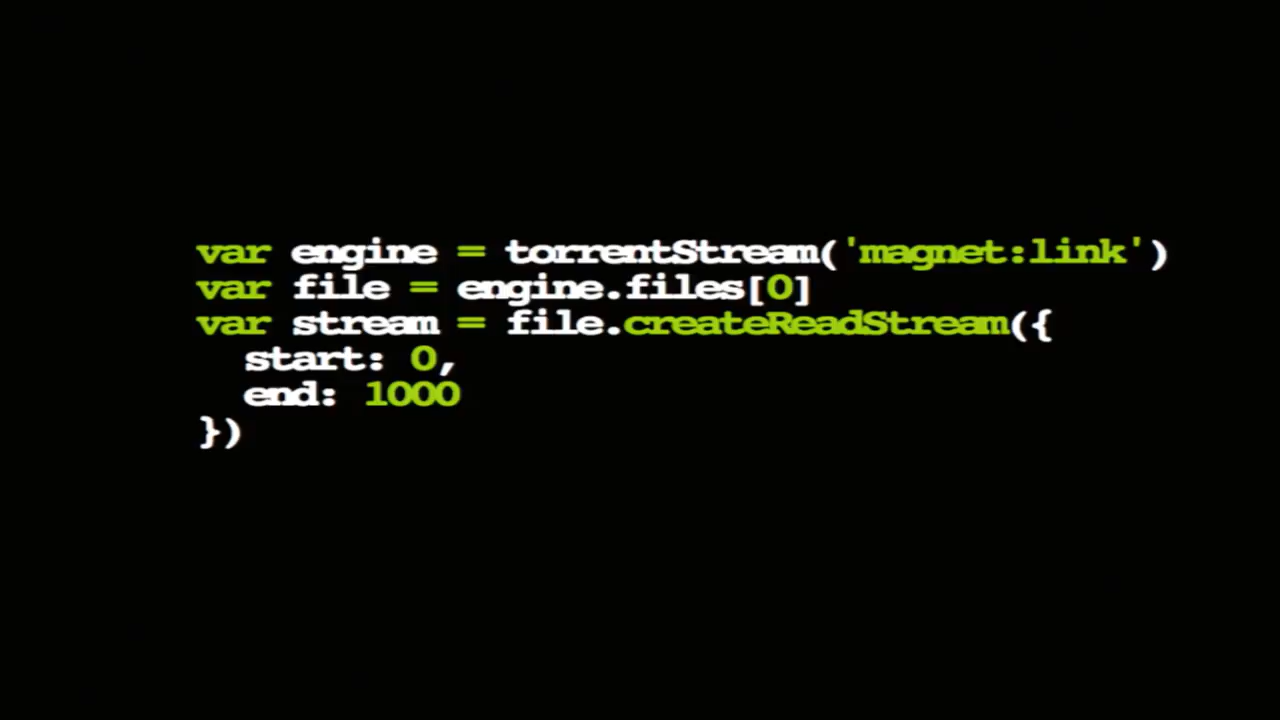 var engine = torrentStream('magnet:link')
var file = engine.files[0]
var stream = file.createReadStream({
  start: 0,
  end: 1000
})